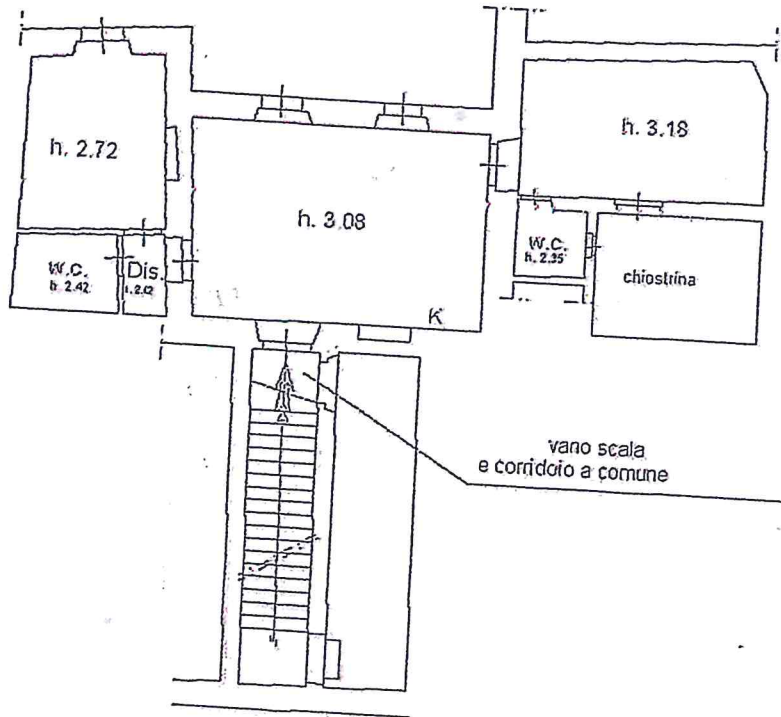 h. 2.72
h. 3.18
h. 3.08
W.C.
h. 2.42
Dis.
W.C.
h. 2.35
chiostrina
K
vano scala
e corridoio a comune